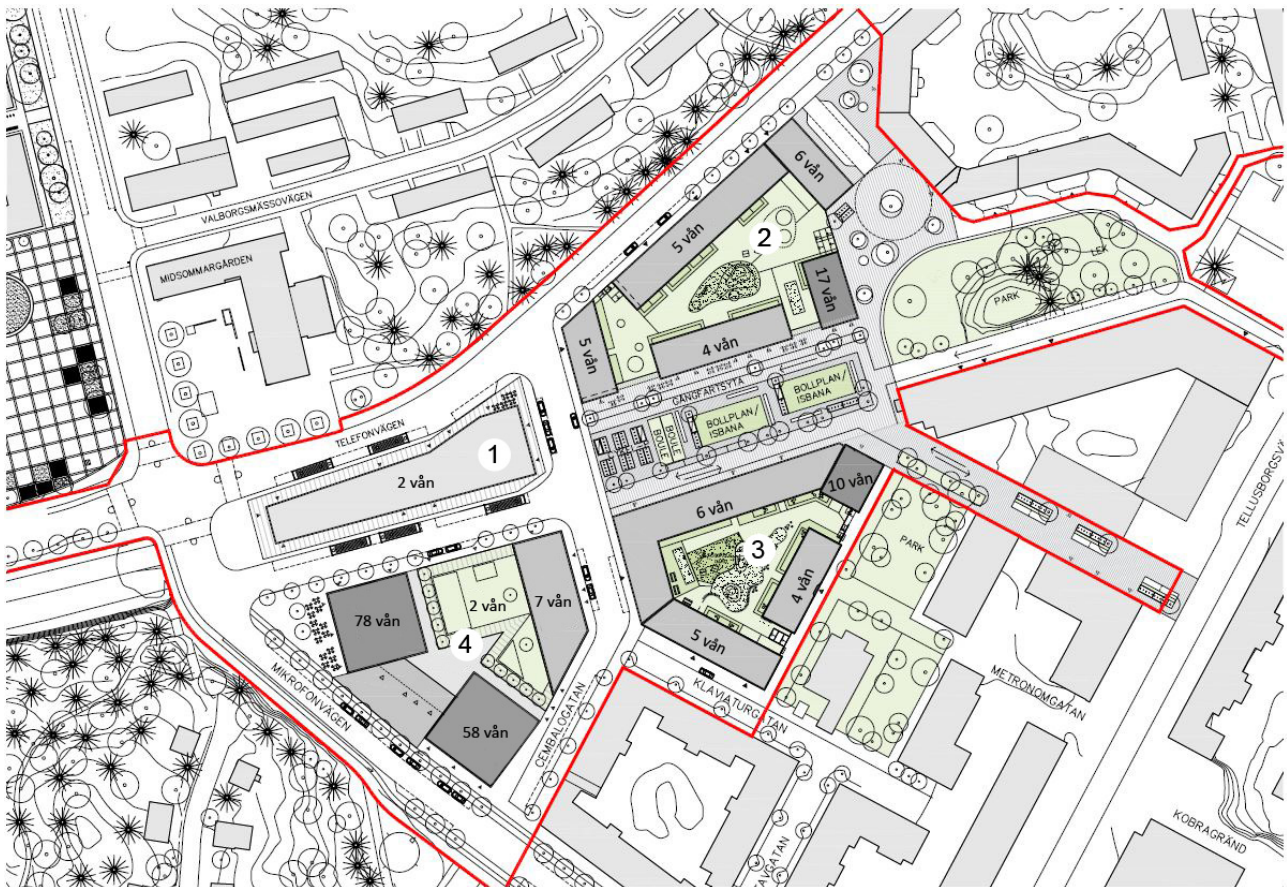 VALBORGSMÄSSOVÄGEN
MIDSOMMARGÅRDEN
6 vån
5 vån
2
17 vån
LEK
PARK
5 vån
4 vån
GÅNGFARTSYTA
BOLLPLAN/
ISBANA
BOLLPLAN/
ISBANA
BOULE
BOULE
TELEFONVÄGEN
1
2 vån
10 vån
6 vån
3
4 vån
5 vån
PARK
2 vån
7 vån
78 vån
4
58 vån
MIKROFONVÄGEN
CEMBALOGATAN
KLAVIATURGATAN
METRONOMGATAN
KOBRAGRÄND